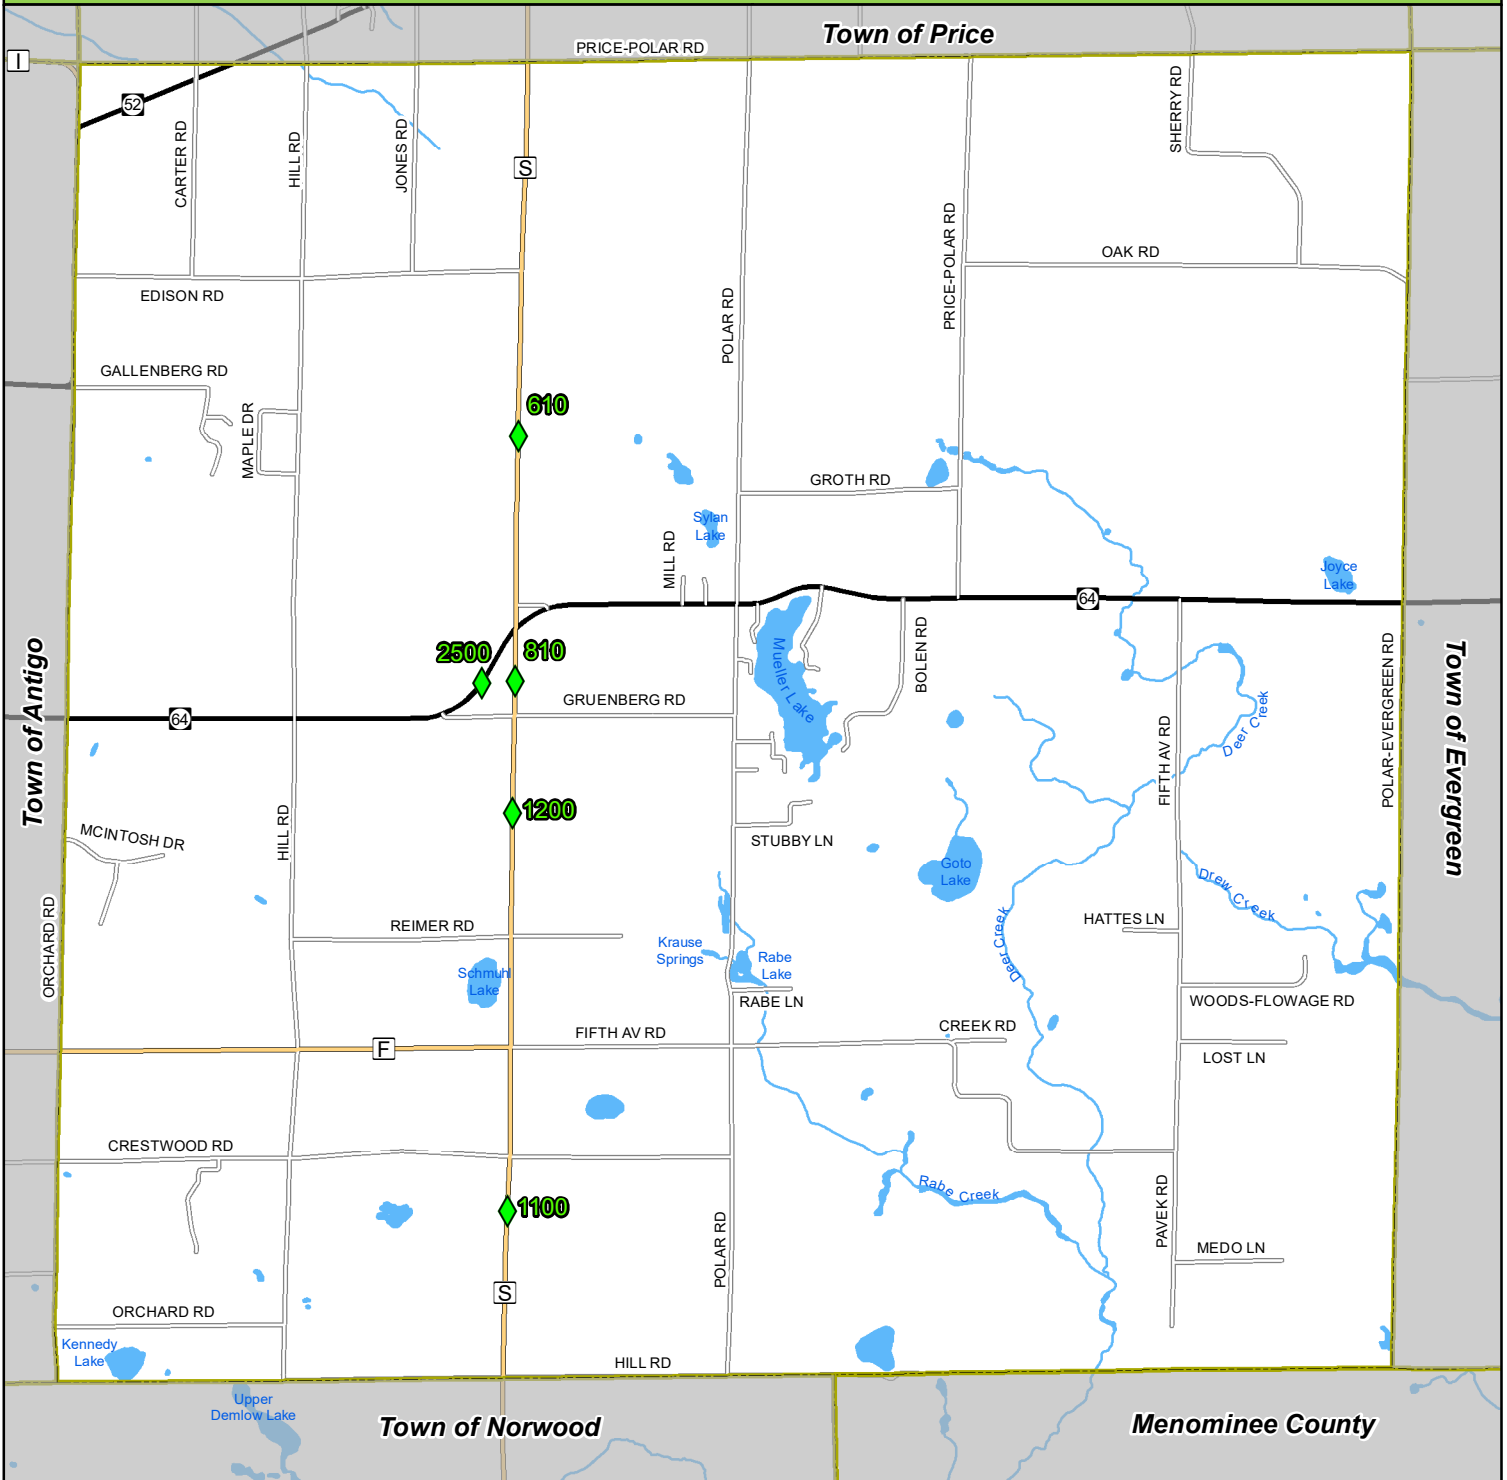 Town of Price
PRICE-POLAR RD
I
52
CARTER RD
HILL RD
JONES RD
S
SHERRY RD
PRICE-POLAR RD
OAK RD
EDISON RD
POLAR RD
GALLENBERG RD
MAPLE DR
610
GROTH RD
Sylan
Lake
MILL RD
Joyce
Lake
64
2500
810
Mueller Lake
BOLEN RD
Town of Antigo
Town of Evergreen
POLAR-EVERGREEN RD
GRUENBERG RD
64
FIFTH AV RD
Deer Creek
1200
HILL RD
MCINTOSH DR
STUBBY LN
Goto
Lake
Drew Creek
ORCHARD RD
REIMER RD
HATTES LN
Deer Creek
Krause
Springs
Rabe
Lake
Schmuhl
Lake
RABE LN
WOODS-FLOWAGE RD
FIFTH AV RD
CREEK RD
F
LOST LN
CRESTWOOD RD
Rabe Creek
1100
PAVEK RD
POLAR RD
MEDO LN
S
ORCHARD RD
Kennedy
Lake
HILL RD
Upper
Demlow Lake
Town of Norwood
Menominee County